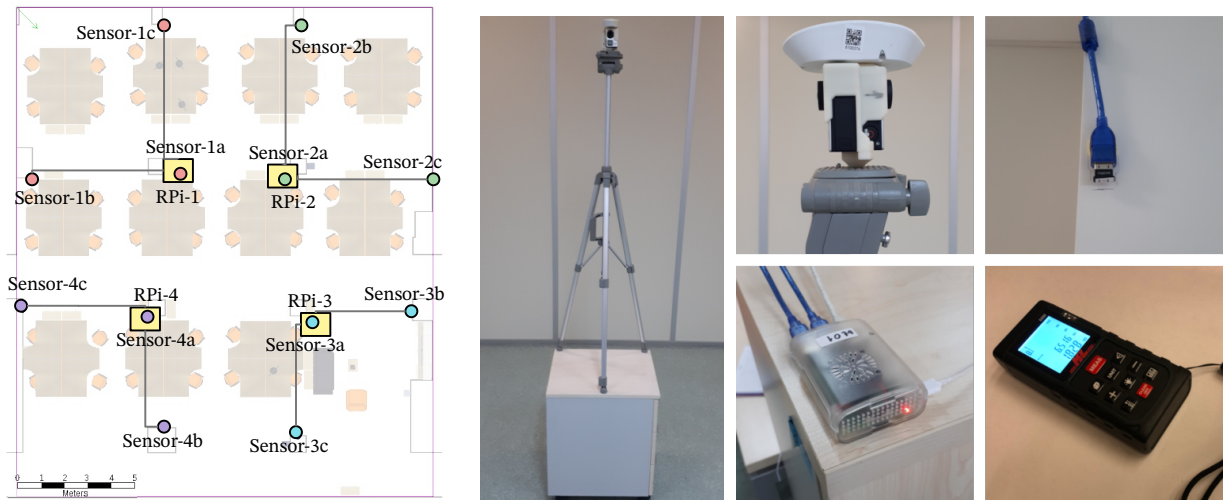 Sensor-1c
Sensor-2b
Sensor-1a
Sensor-2a
Sensor-2c
Sensor-1b
RPi-1
RPi-2
Sensor-4c
RPi-4
RPi-3
Sensor-3b
Sensor-4a
Sensor-3a
Sensor-4b
Sensor-3c
0 1 2 3 4 5
Meters